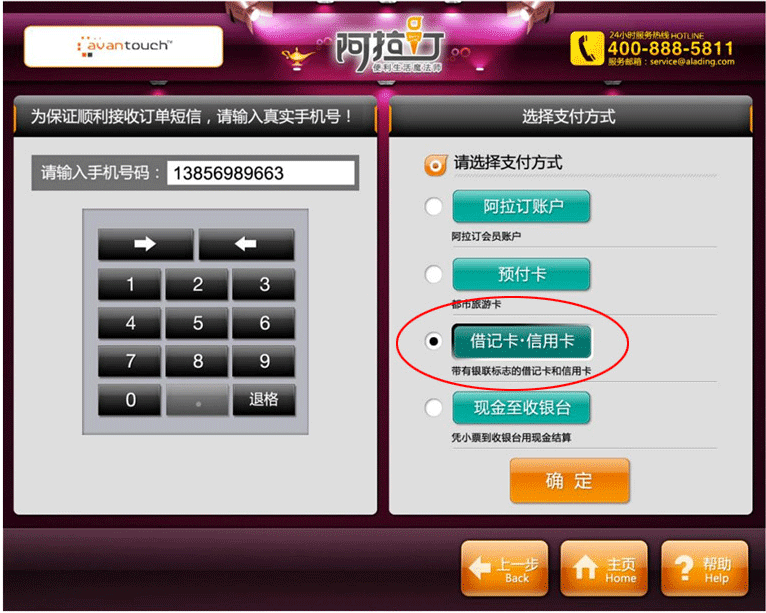 avantouch™
阿拉订
便利生活魔法师
24小时服务热线 HOTLINE
400-888-5811
服务邮箱：service@alading.com
为保证顺利接收订单短信，请输入真实手机号！
请输入手机号码： 13856989663
1 2 3
4 5 6
7 8 9
0 . 退格
选择支付方式
请选择支付方式
阿拉订账户
阿拉订会员账户
预付卡
都市旅游卡
借记卡·信用卡
带有银联标志的借记卡和信用卡
现金至收银台
凭小票到收银台用现金结算
确 定
上一步
Back
主页
Home
?
帮助
Help